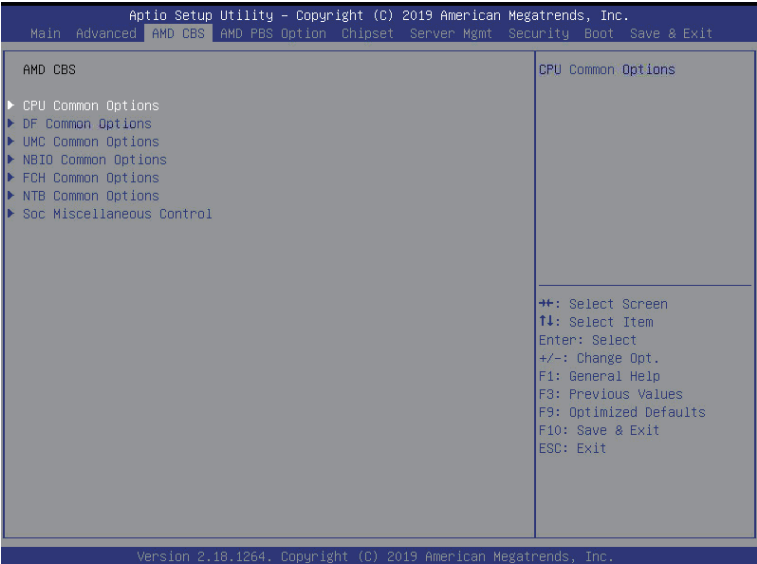 Aptio Setup Utility – Copyright (C) 2019 American Megatrends, Inc.
Main Advanced AMD CBS AMD PBS Option Chipset Server Mgmt Security Boot Save & Exit
AMD CBS
CPU Common Options
DF Common Options
UMC Common Options
NBIO Common Options
FCH Common Options
NTB Common Options
Soc Miscellaneous Control
CPU Common Options
→←: Select Screen
↑↓: Select Item
Enter: Select
+/-: Change Opt.
F1: General Help
F3: Previous Values
F9: Optimized Defaults
F10: Save & Exit
ESC: Exit
Version 2.18.1264. Copyright (C) 2019 American Megatrends, Inc.